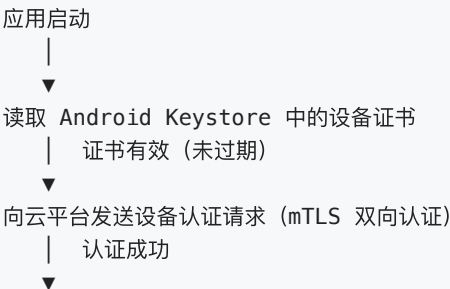 应用启动
│
▼
读取 Android Keystore 中的设备证书
│ 证书有效（未过期）
▼
向云平台发送设备认证请求（mTLS 双向认证）
│ 认证成功
▼